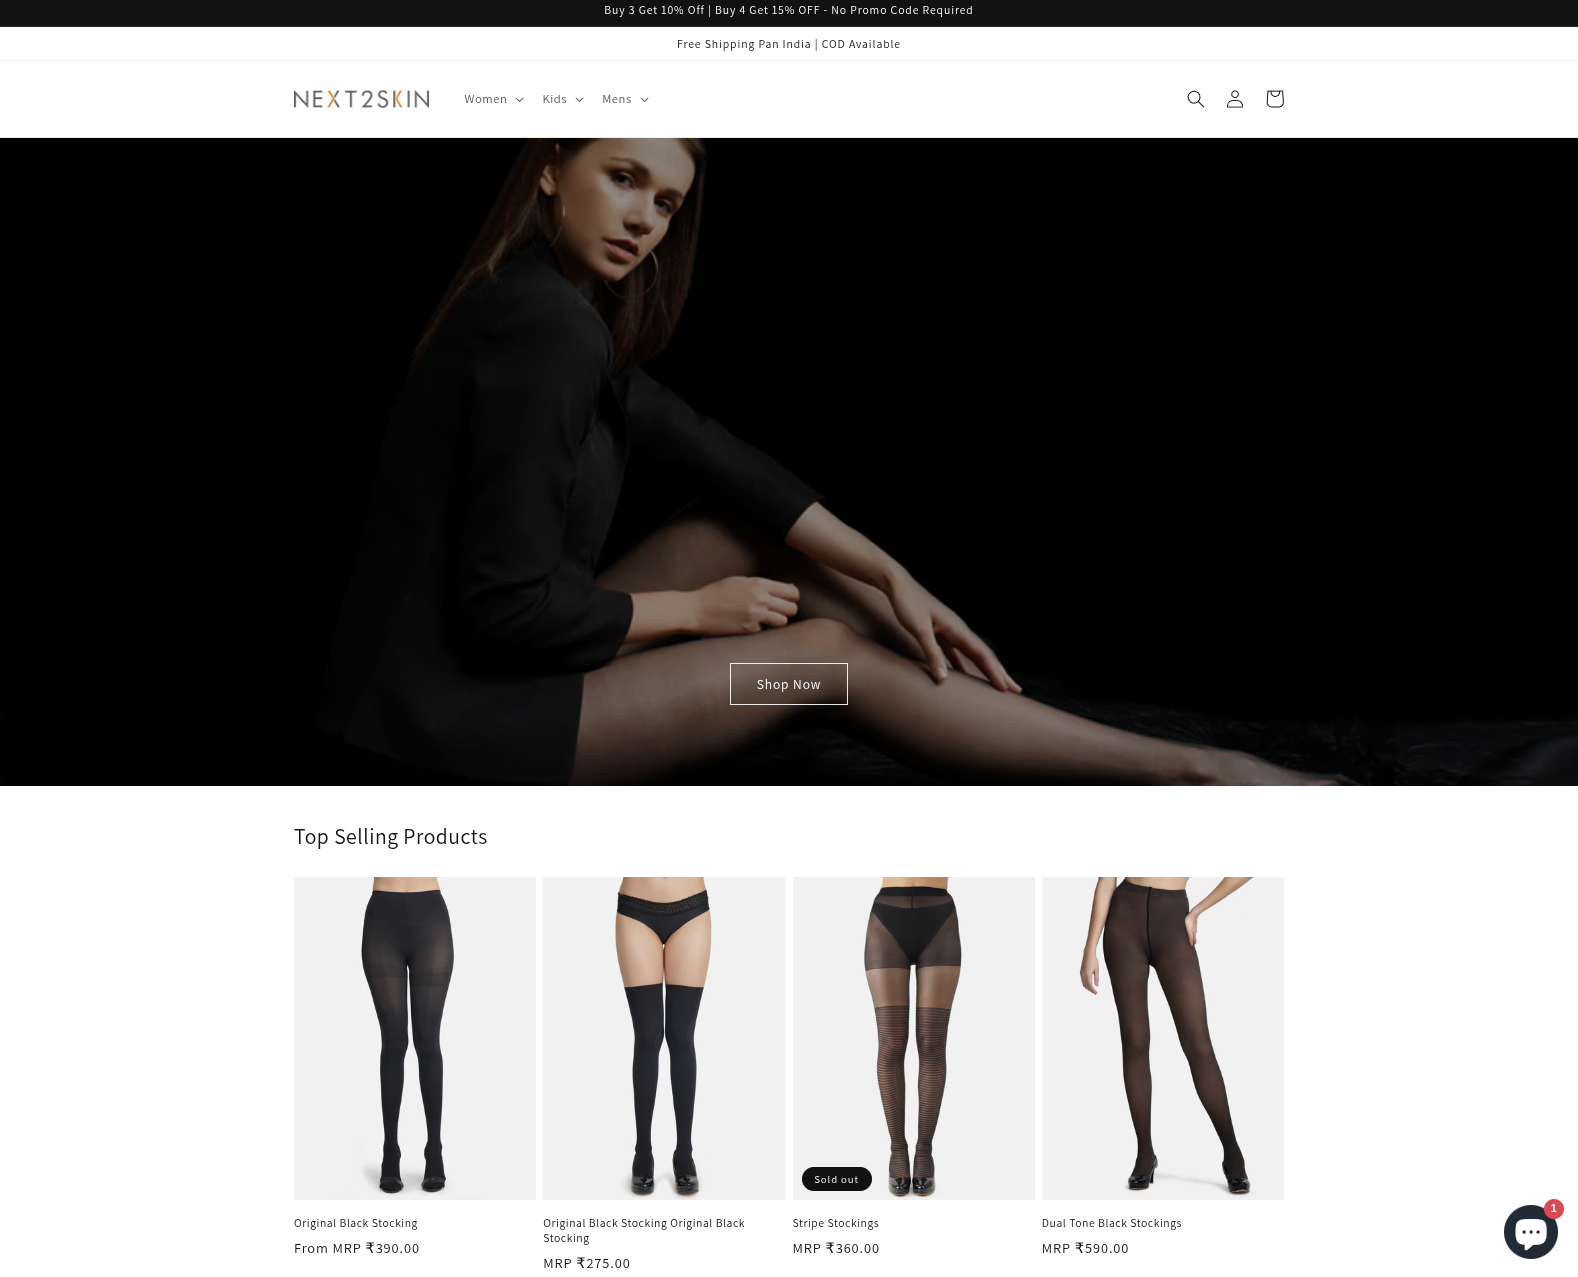 Buy 3 Get 10% Off | Buy 4 Get 15% OFF - No Promo Code Required
Free Shipping Pan India | COD Available
NEXT2SKIN
Women
Kids
Mens
Shop Now
Top Selling Products
Sold out
Original Black Stocking
From MRP ₹390.00
Original Black Stocking Original Black
Stocking
MRP ₹275.00
Stripe Stockings
MRP ₹360.00
Dual Tone Black Stockings
MRP ₹590.00
1